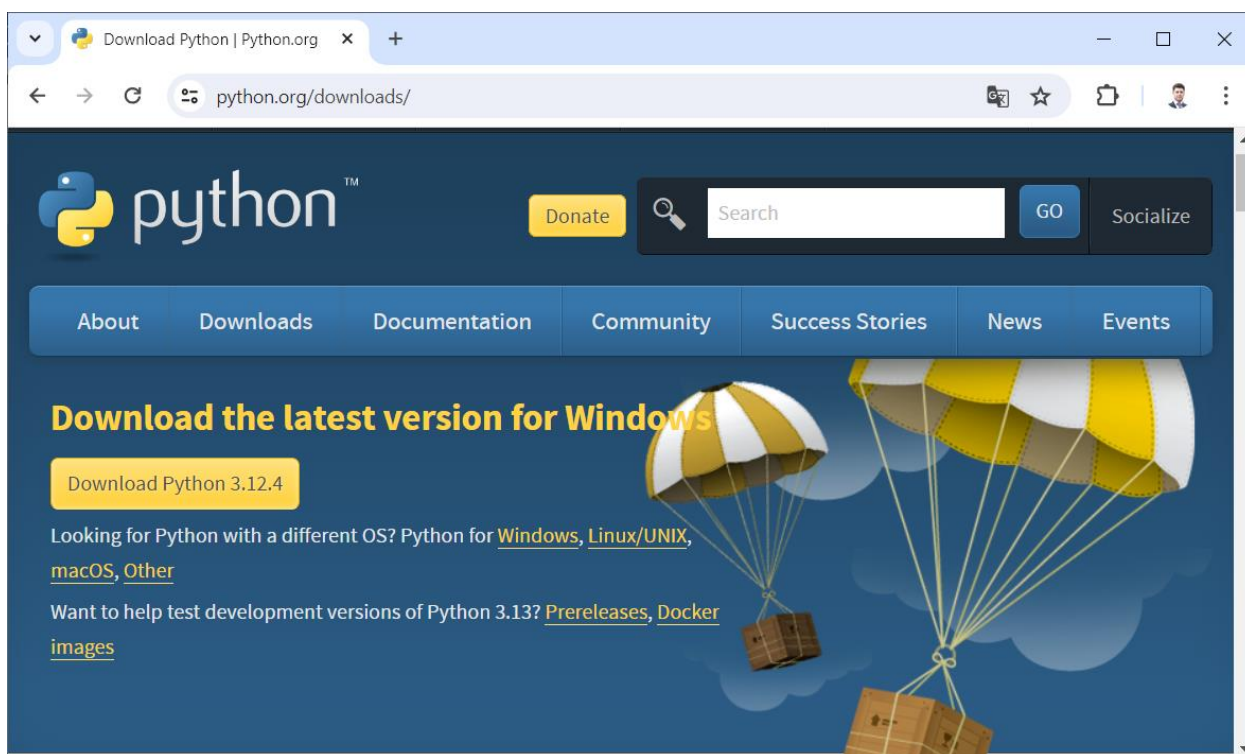 Download Python | Python.org
python.org/downloads/
python™
Donate
Search
GO
Socialize
About Downloads Documentation Community Success Stories News Events
Download the latest version for Windows
Download Python 3.12.4
Looking for Python with a different OS? Python for Windows, Linux/UNIX,
macOS, Other
Want to help test development versions of Python 3.13? Prereleases, Docker
images